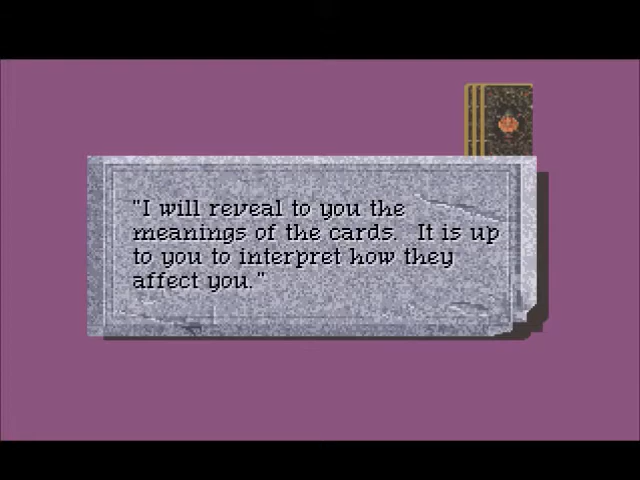 "I will reveal to you the
meanings of the cards.  It is up
to you to interpret how they
affect you."